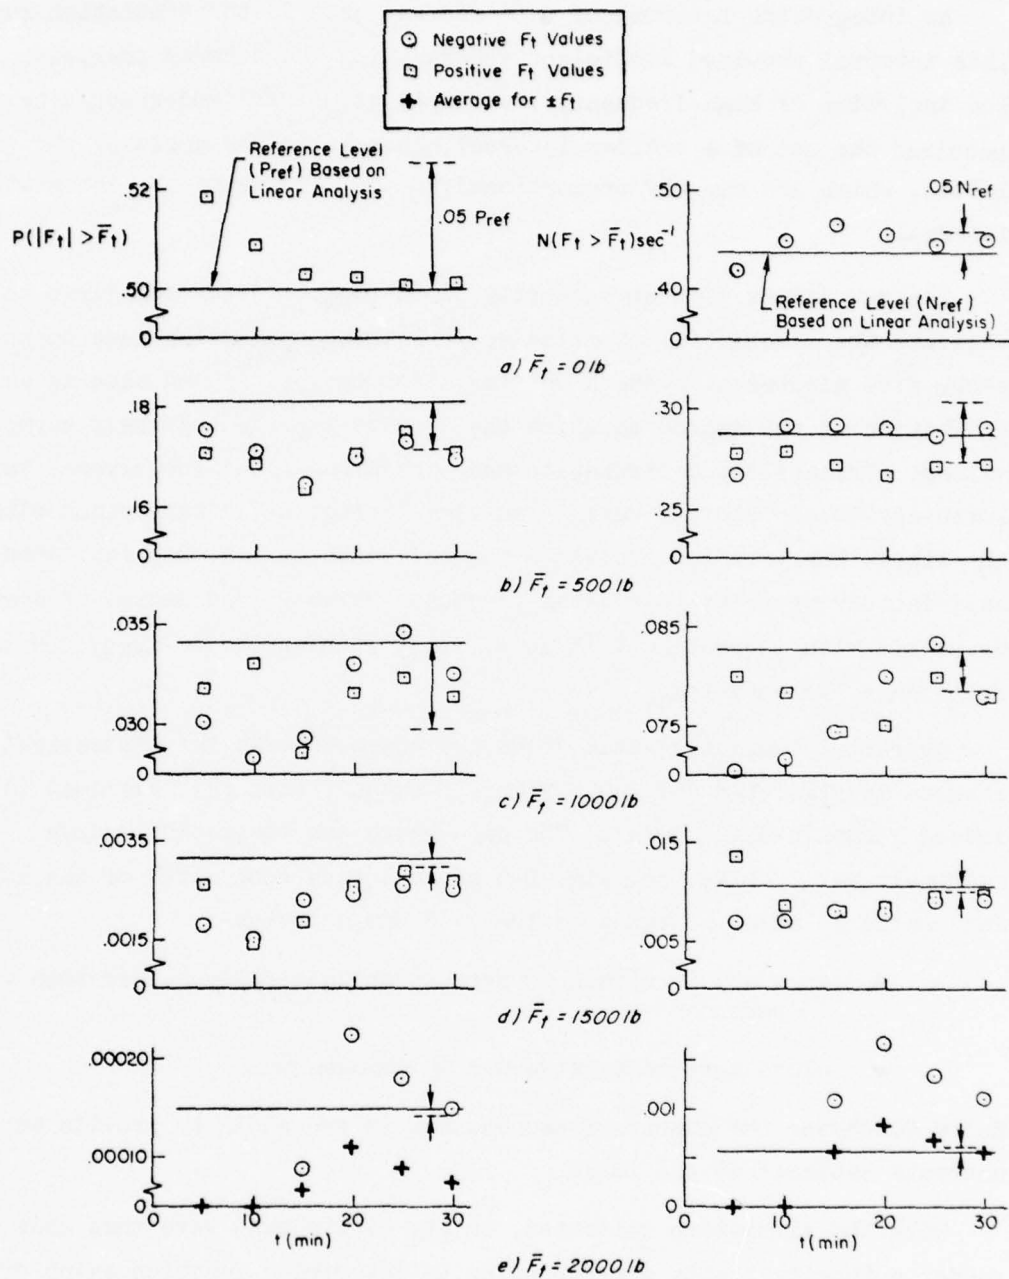 Negative Ft Values
Positive Ft Values
Average for ±Ft
Reference Level
(Pref) Based on
Linear Analysis
.52
.50
0
P(|Ft| > F̄t)
.05 Pref
.50
.40
0
N(Ft > F̄t) sec⁻¹
.05 Nref
Reference Level (Nref)
Based on Linear Analysis
a) F̄t = 0 lb
.18
.16
0
.30
.25
0
b) F̄t = 500 lb
.035
.030
0
.085
.075
0
c) F̄t = 1000 lb
.0035
.0015
0
.015
.005
0
d) F̄t = 1500 lb
.00020
.00010
0
0 10 20 30
t (min)
.001
0
0 10 20 30
t (min)
e) F̄t = 2000 lb